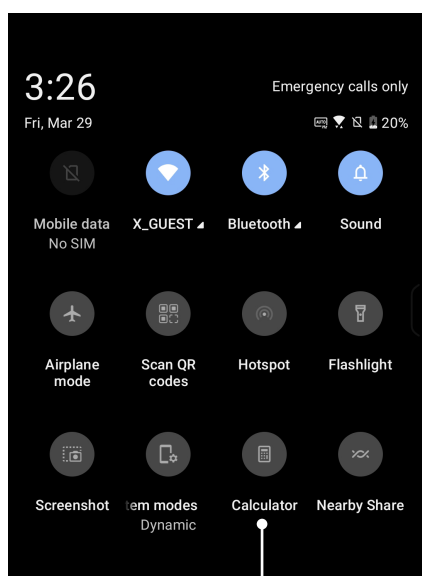 3:26
Emergency calls only
Fri, Mar 29
20%
Mobile data
No SIM
X_GUEST
Bluetooth
Sound
Airplane
mode
Scan QR
codes
Hotspot
Flashlight
Screenshot
tem modes
Dynamic
Calculator
Nearby Share